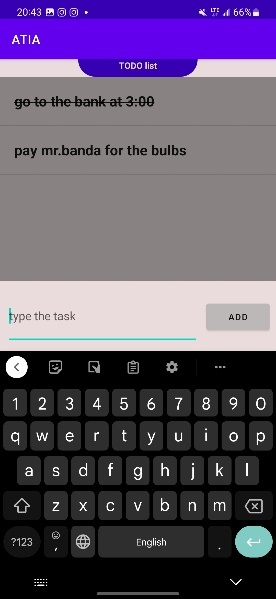 20:43 66%
ATIA
TODO list
go to the bank at 3:00
pay mr.banda for the bulbs
type the task
ADD
1 2 3 4 5 6 7 8 9 0
q w e r t y u i o p
a s d f g h j k l
z x c v b n m
?123 , English .